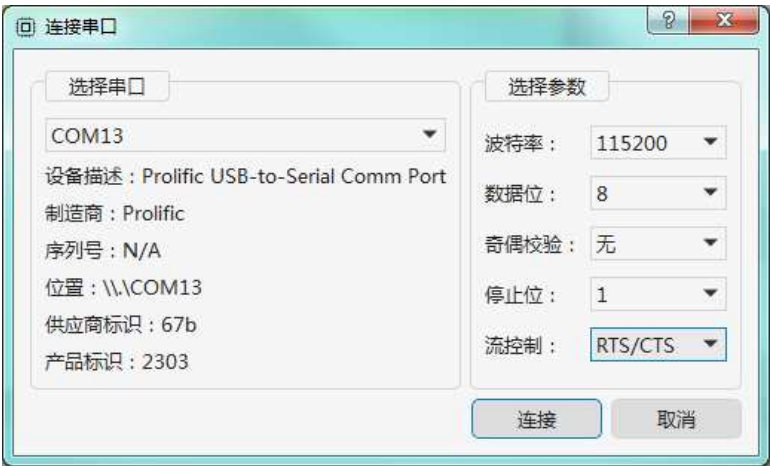 连接串口
选择串口
COM13
设备描述：Prolific USB-to-Serial Comm Port
制造商：Prolific
序列号：N/A
位置：\\.\COM13
供应商标识：67b
产品标识：2303
选择参数
波特率： 115200
数据位： 8
奇偶校验： 无
停止位： 1
流控制： RTS/CTS
连接 取消